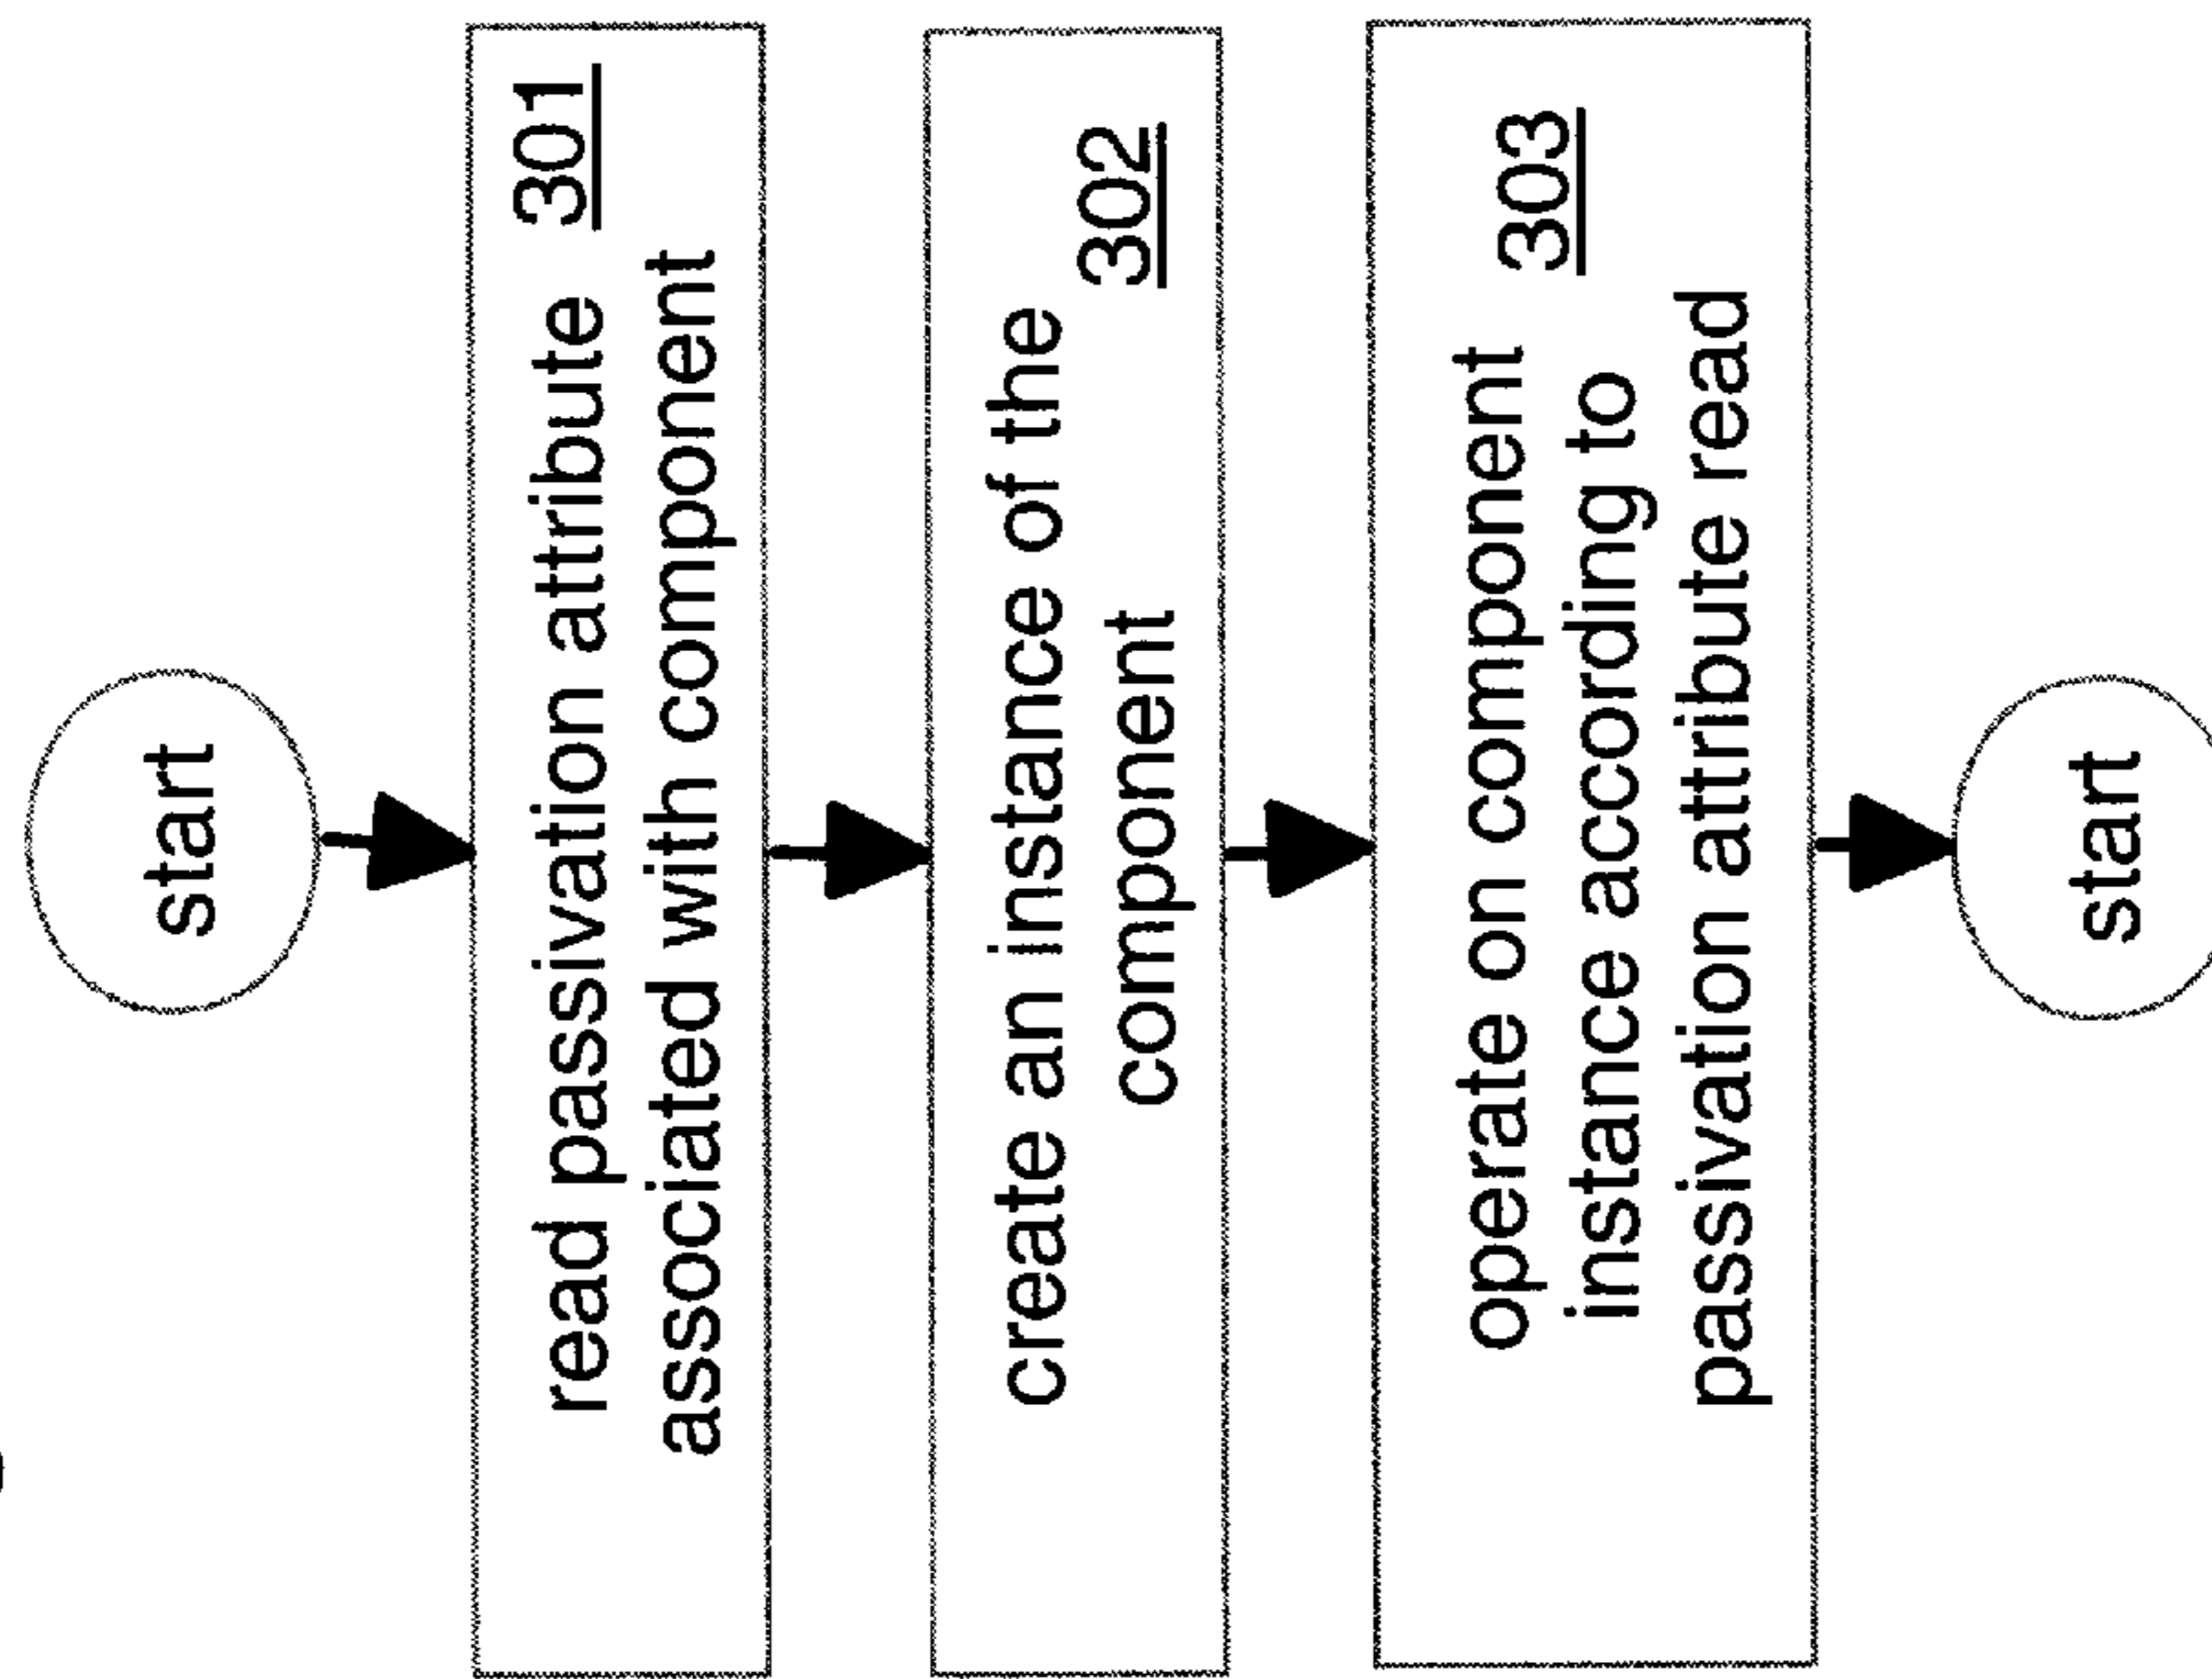 start
read passivation attribute 301
associated with component
create an instance of the
component 302
operate on component 303
instance according to
passivation attribute read
start